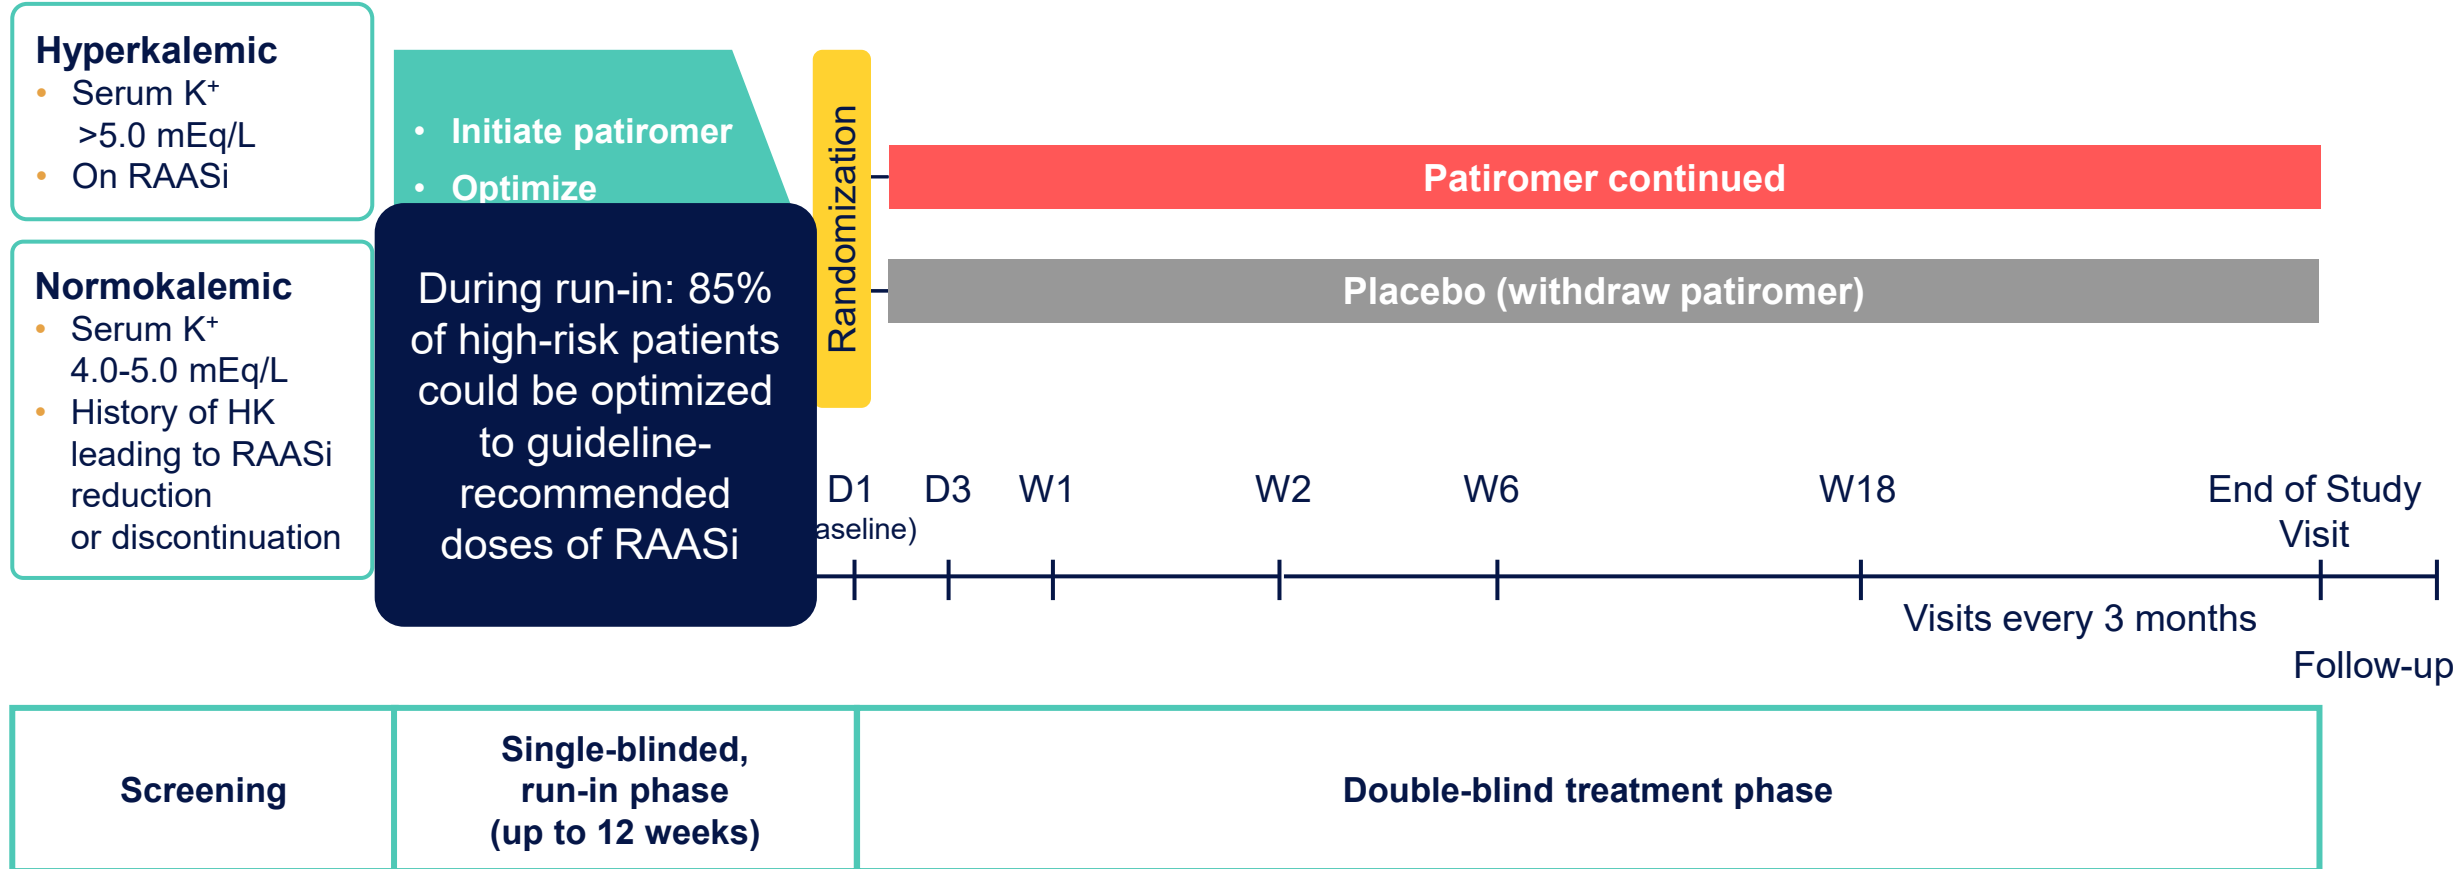 Hyperkalemic
• Serum K⁺
>5.0 mEq/L
• On RAASi
Normokalemic
• Serum K⁺
4.0-5.0 mEq/L
• History of HK
leading to RAASi
reduction
or discontinuation
• Initiate patiromer
• Optimize
During run-in: 85%
of high-risk patients
could be optimized
to guideline-
recommended
doses of RAASi
Randomization
Patiromer continued
Placebo (withdraw patiromer)
D1
aseline)
D3
W1
W2
W6
W18
End of Study
Visit
Visits every 3 months
Follow-up
Screening
Single-blinded,
run-in phase
(up to 12 weeks)
Double-blind treatment phase